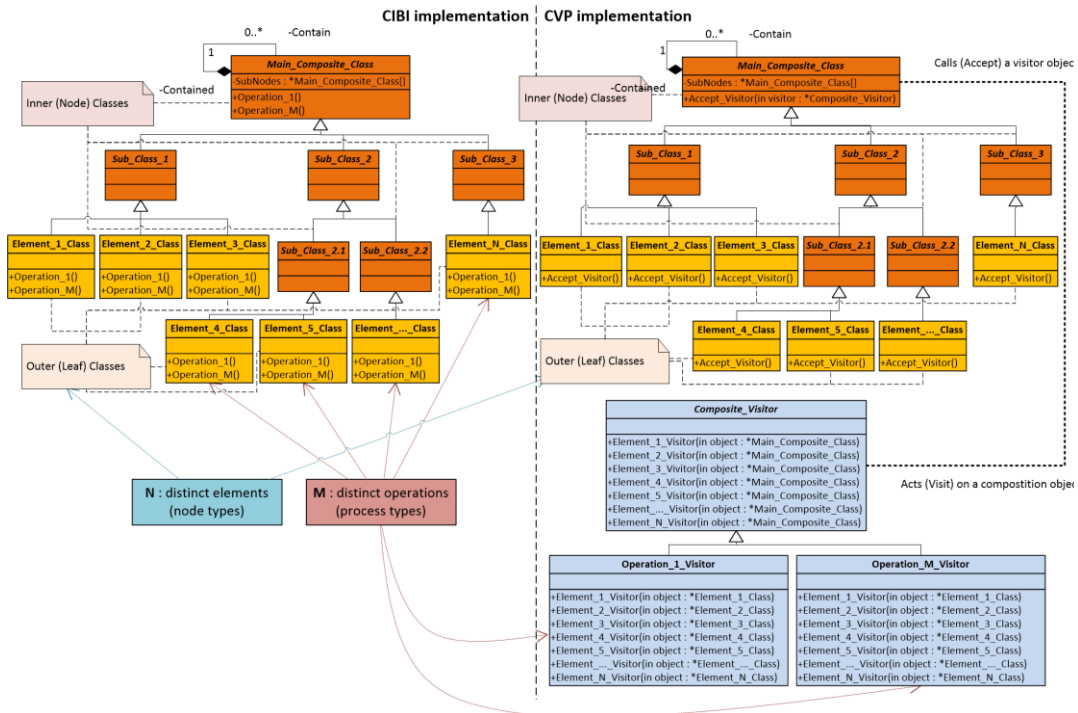 CIBI implementation
0..*
-Contain
1
Main_Composite_Class
-SubNodes : *Main_Composite_Class[]
+Operation_1()
+Operation_M()
-Contained
Inner (Node) Classes
Sub_Class_1
Sub_Class_2
Sub_Class_3
Element_1_Class
+Operation_1()
+Operation_M()
Element_2_Class
+Operation_1()
+Operation_M()
Element_3_Class
+Operation_1()
+Operation_M()
Sub_Class_2.1
Sub_Class_2.2
Element_N_Class
+Operation_1()
+Operation_M()
Element_4_Class
+Operation_1()
+Operation_M()
Element_5_Class
+Operation_1()
+Operation_M()
Element_..._Class
+Operation_1()
+Operation_M()
Outer (Leaf) Classes
N : distinct elements
(node types)
M : distinct operations
(process types)
CVP implementation
0..*
-Contain
1
Main_Composite_Class
-SubNodes : *Main_Composite_Class[]
+Accept_Visitor(in visitor : *Composite_Visitor)
-Contained
Calls (Accept) a visitor objec
Inner (Node) Classes
Sub_Class_1
Sub_Class_2
Sub_Class_3
Element_1_Class
+Accept_Visitor()
Element_2_Class
+Accept_Visitor()
Element_3_Class
+Accept_Visitor()
Sub_Class_2.1
Sub_Class_2.2
Element_N_Class
+Accept_Visitor()
Element_4_Class
+Accept_Visitor()
Element_5_Class
+Accept_Visitor()
Element_..._Class
+Accept_Visitor()
Outer (Leaf) Classes
Composite_Visitor
+Element_1_Visitor(in object : *Main_Composite_Class)
+Element_2_Visitor(in object : *Main_Composite_Class)
+Element_3_Visitor(in object : *Main_Composite_Class)
+Element_4_Visitor(in object : *Main_Composite_Class)
+Element_5_Visitor(in object : *Main_Composite_Class)
+Element_..._Visitor(in object : *Main_Composite_Class)
+Element_N_Visitor(in object : *Main_Composite_Class)
Acts (Visit) on a compostition objec
Operation_1_Visitor
+Element_1_Visitor(in object : *Element_1_Class)
+Element_2_Visitor(in object : *Element_2_Class)
+Element_3_Visitor(in object : *Element_3_Class)
+Element_4_Visitor(in object : *Element_4_Class)
+Element_5_Visitor(in object : *Element_5_Class)
+Element_..._Visitor(in object : *Element_..._Class)
+Element_N_Visitor(in object : *Element_N_Class)
Operation_M_Visitor
+Element_1_Visitor(in object : *Element_1_Class)
+Element_2_Visitor(in object : *Element_2_Class)
+Element_3_Visitor(in object : *Element_3_Class)
+Element_4_Visitor(in object : *Element_4_Class)
+Element_5_Visitor(in object : *Element_5_Class)
+Element_..._Visitor(in object : *Element_..._Class)
+Element_N_Visitor(in object : *Element_N_Class)